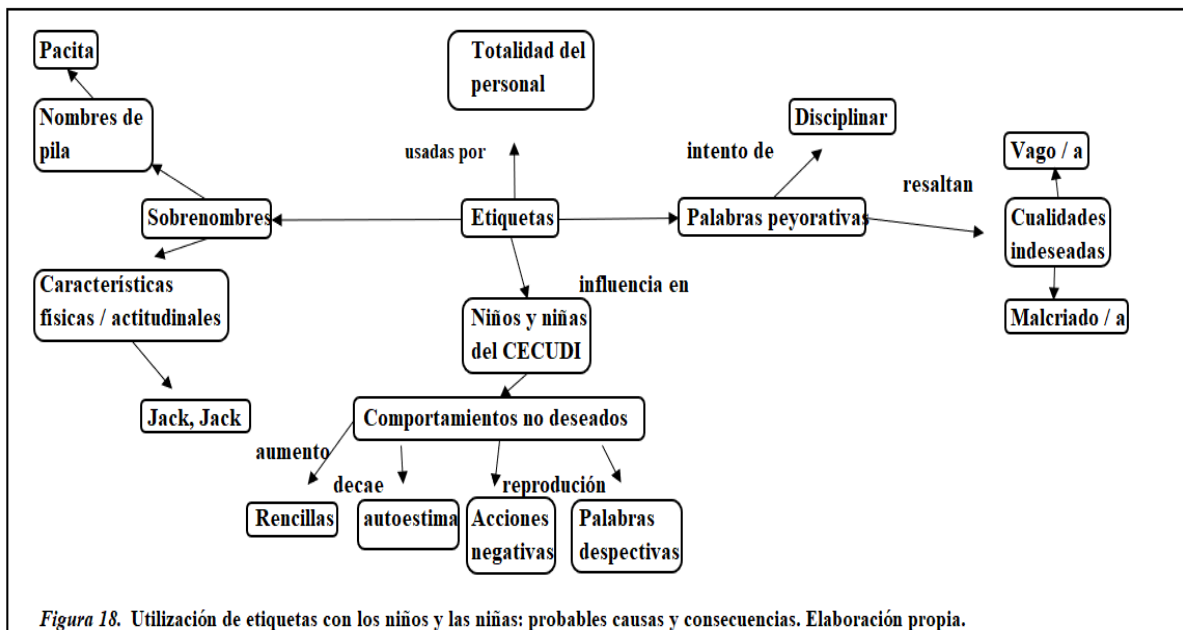 Pacita
Totalidad del
personal
Nombres de
pila
Disciplinar
usadas por
intento de
Vago / a
resaltan
Sobrenombres
Etiquetas
Palabras peyorativas
Cualidades
indeseadas
Características
físicas / actitudinales
influencia en
Niños y niñas
del CECUDI
Malcriado / a
Jack, Jack
Comportamientos no deseados
aumento
decae
reprodución
Rencillas
autoestima
Acciones
negativas
Palabras
despectivas
Figura 18. Utilización de etiquetas con los niños y las niñas: probables causas y consecuencias. Elaboración propia.